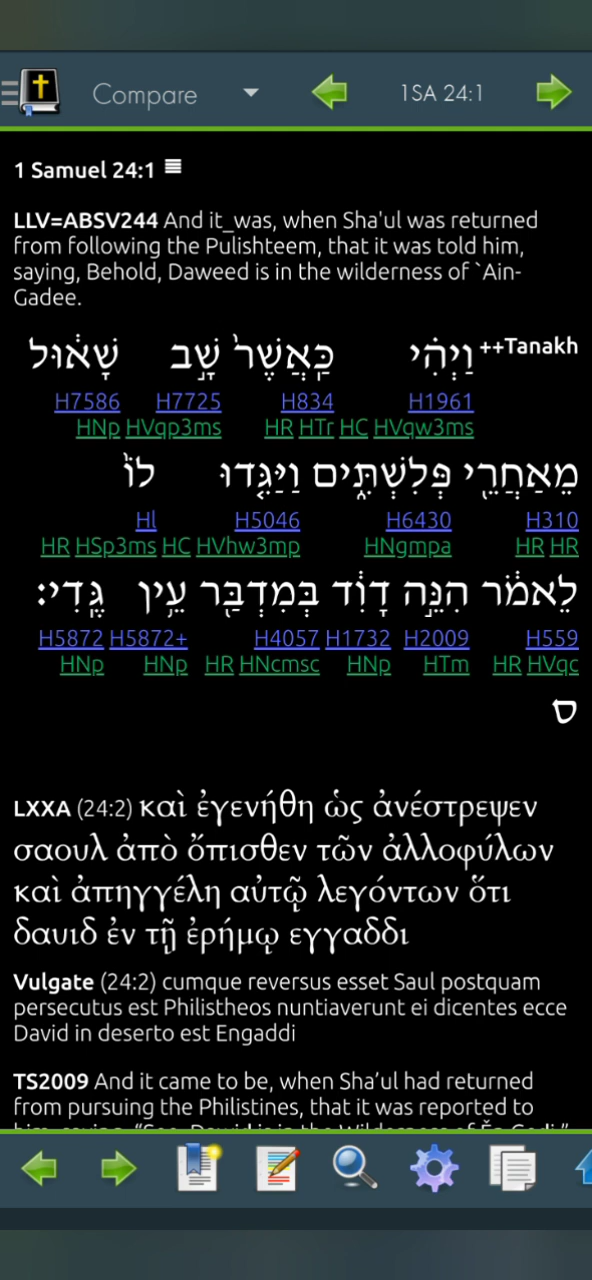 Compare
1SA 24:1
1 Samuel 24:1
LLV=ABSV244 And it_was, when Sha'ul was returned
from following the Pulishteem, that it was told him,
saying, Behold, Daweed is in the wilderness of `Ain-
Gadee.
++Tanakh וַיְהִ֗י כַּאֲשֶׁר֙ שָׁ֣ב שָׁא֔וּל
H1961 H834 H7725 H7586
HNp HVqp3ms HR HTr HC HVqw3ms
מֵאַחֲרֵ֖י פְּלִשְׁתִּ֑ים וַיַּגִּ֤דוּ לוֹ֙
H310 H6430 H5046 Hl
HR HSp3ms HC HVhw3mp HNgmpa HR HR
לֵאמֹ֔ר הִנֵּ֣ה דָוִ֔ד בְּמִדְבַּ֖ר עֵ֥ין גֶּֽדִי׃
H559 H2009 H1732 H4057 H5872+ H5872
HNp HNp HR HNcmsc HNp HTm HR HVqc
ס
LXXA (24:2) καὶ ἐγενήθη ὡς ἀνέστρεψεν
σαουλ ἀπὸ ὄπισθεν τῶν ἀλλοφύλων
καὶ ἀπηγγέλη αὐτῷ λεγόντων ὅτι
δαυιδ ἐν τῇ ἐρήμῳ εγγαδδι
Vulgate (24:2) cumque reversus esset Saul postquam
persecutus est Philistheos nuntiaverunt ei dicentes ecce
David in deserto est Engaddi
TS2009 And it came to be, when Sha’ul had returned
from pursuing the Philistines, that it was reported to